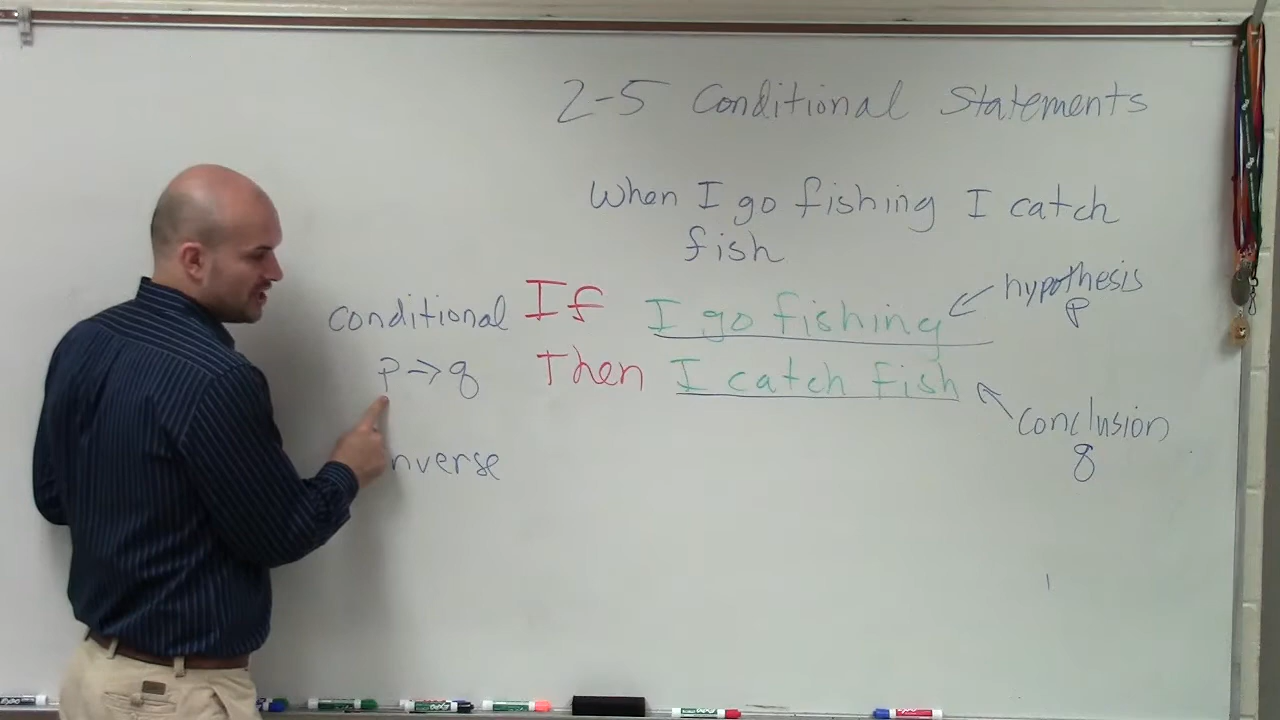 2-5 Conditional Statements
When I go fishing I catch
fish
hypothesis
p
conditional If I go fishing
p→q Then I catch fish
conclusion
q
nverse